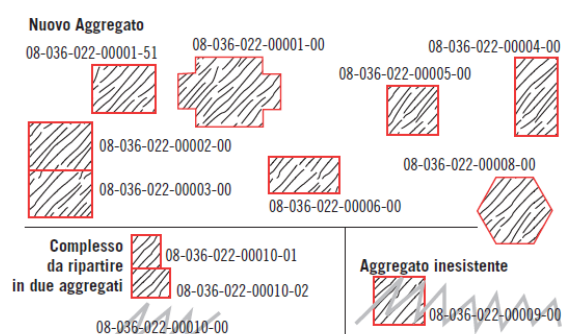 Nuovo Aggregato
08-036-022-00001-51
08-036-022-00001-00
08-036-022-00004-00
08-036-022-00005-00
08-036-022-00002-00
08-036-022-00003-00
08-036-022-00008-00
08-036-022-00006-00
Complesso
da ripartire
in due aggregati
08-036-022-00010-01
08-036-022-00010-02
08-036-022-00010-00
Aggregato inesistente
08-036-022-00009-00